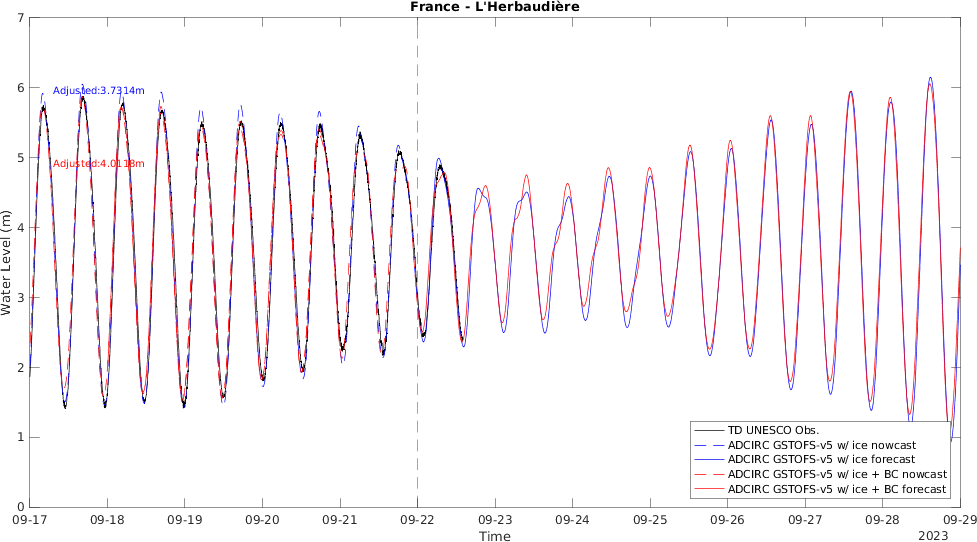 France - L'Herbaudière
7
6
5
4
3
2
1
0
Water Level (m)
Adjusted:3.7314m
Adjusted:4.0118m
TD UNESCO Obs.
ADCIRC GSTOFS-v5 w/ ice nowcast
ADCIRC GSTOFS-v5 w/ ice forecast
ADCIRC GSTOFS-v5 w/ ice + BC nowcast
ADCIRC GSTOFS-v5 w/ ice + BC forecast
09-17 09-18 09-19 09-20 09-21 09-22 09-23 09-24 09-25 09-26 09-27 09-28 09-29
Time
2023